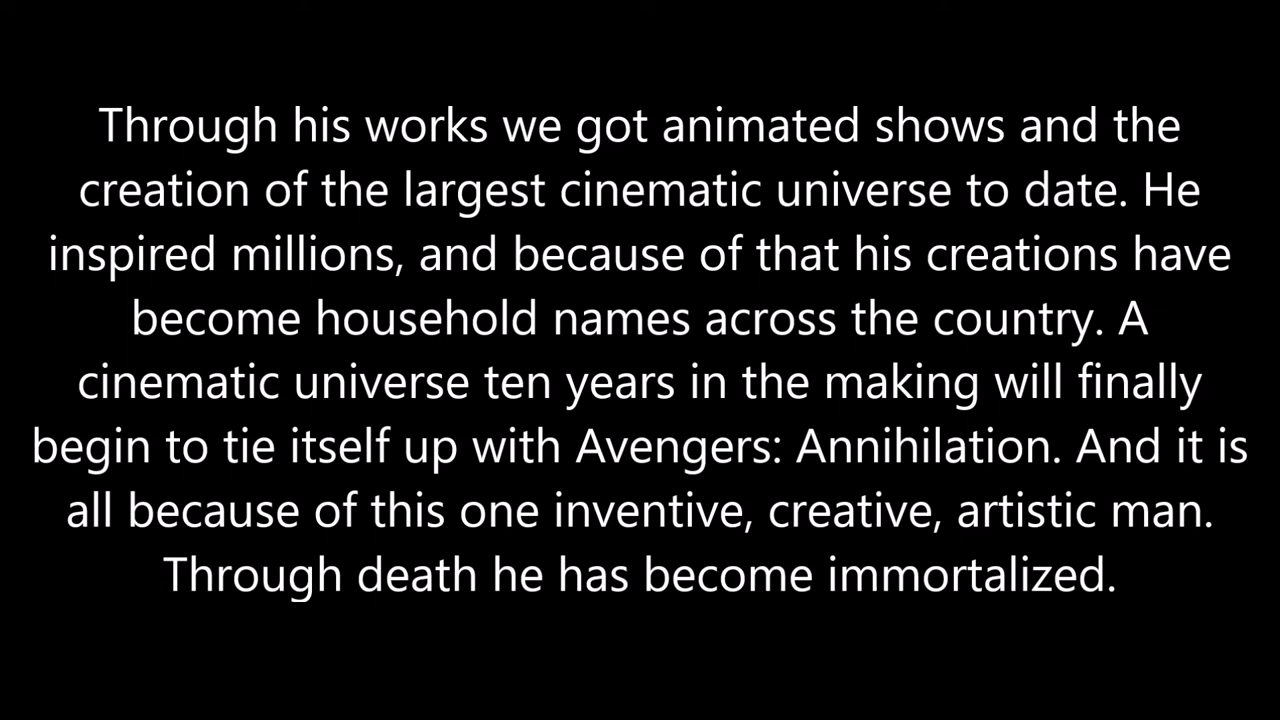 Through his works we got animated shows and the
creation of the largest cinematic universe to date. He
inspired millions, and because of that his creations have
become household names across the country. A
cinematic universe ten years in the making will finally
begin to tie itself up with Avengers: Annihilation. And it is
all because of this one inventive, creative, artistic man.
Through death he has become immortalized.